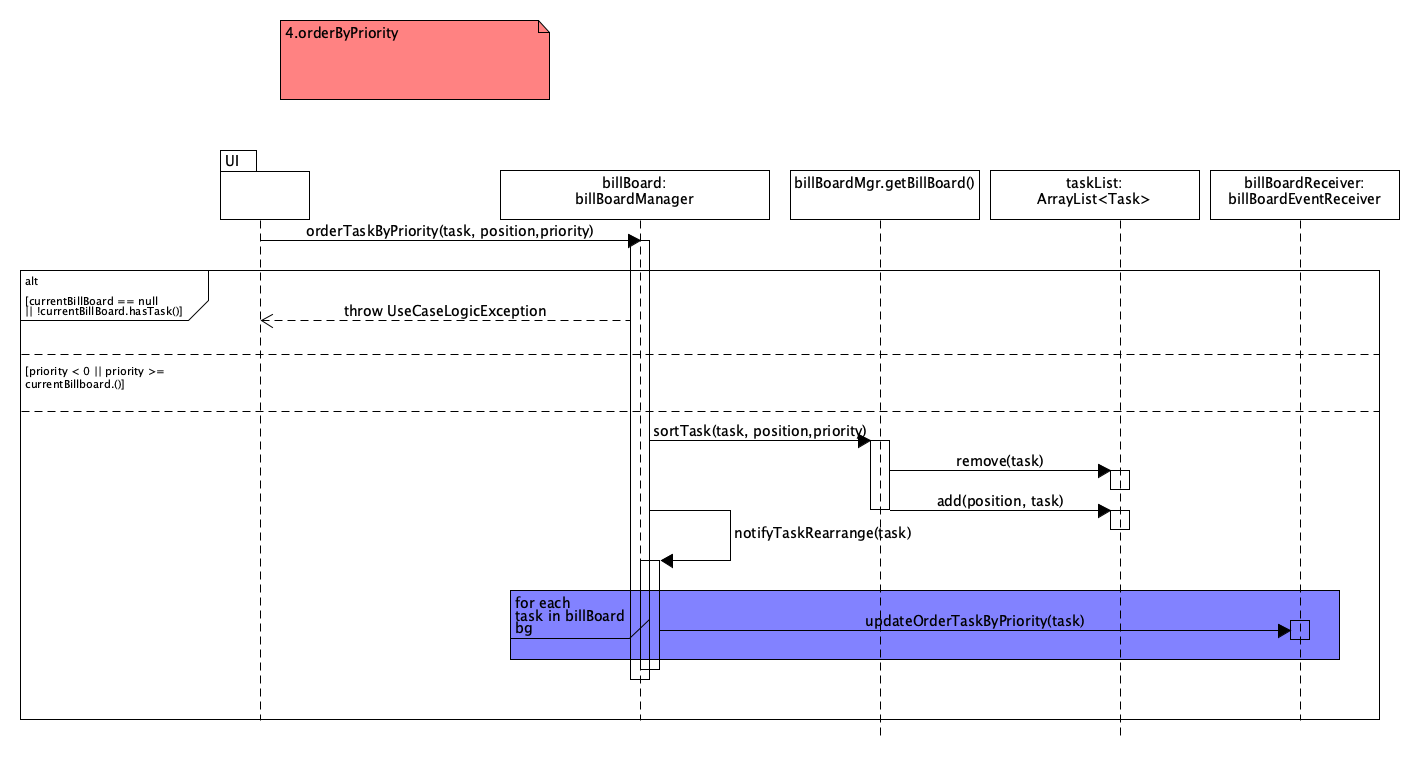 4.orderByPriority
UI
billBoard:
billBoardManager
billBoardMgr.getBillBoard()
taskList:
ArrayList<Task>
billBoardReceiver:
billBoardEventReceiver
orderTaskByPriority(task, position,priority)
alt
[currentBillBoard == null
|| !currentBillBoard.hasTask()]
throw UseCaseLogicException
[priority < 0 || priority >=
currentBillboard.()]
sortTask(task, position,priority)
remove(task)
add(position, task)
notifyTaskRearrange(task)
for each
task in billBoard
bg
updateOrderTaskByPriority(task)